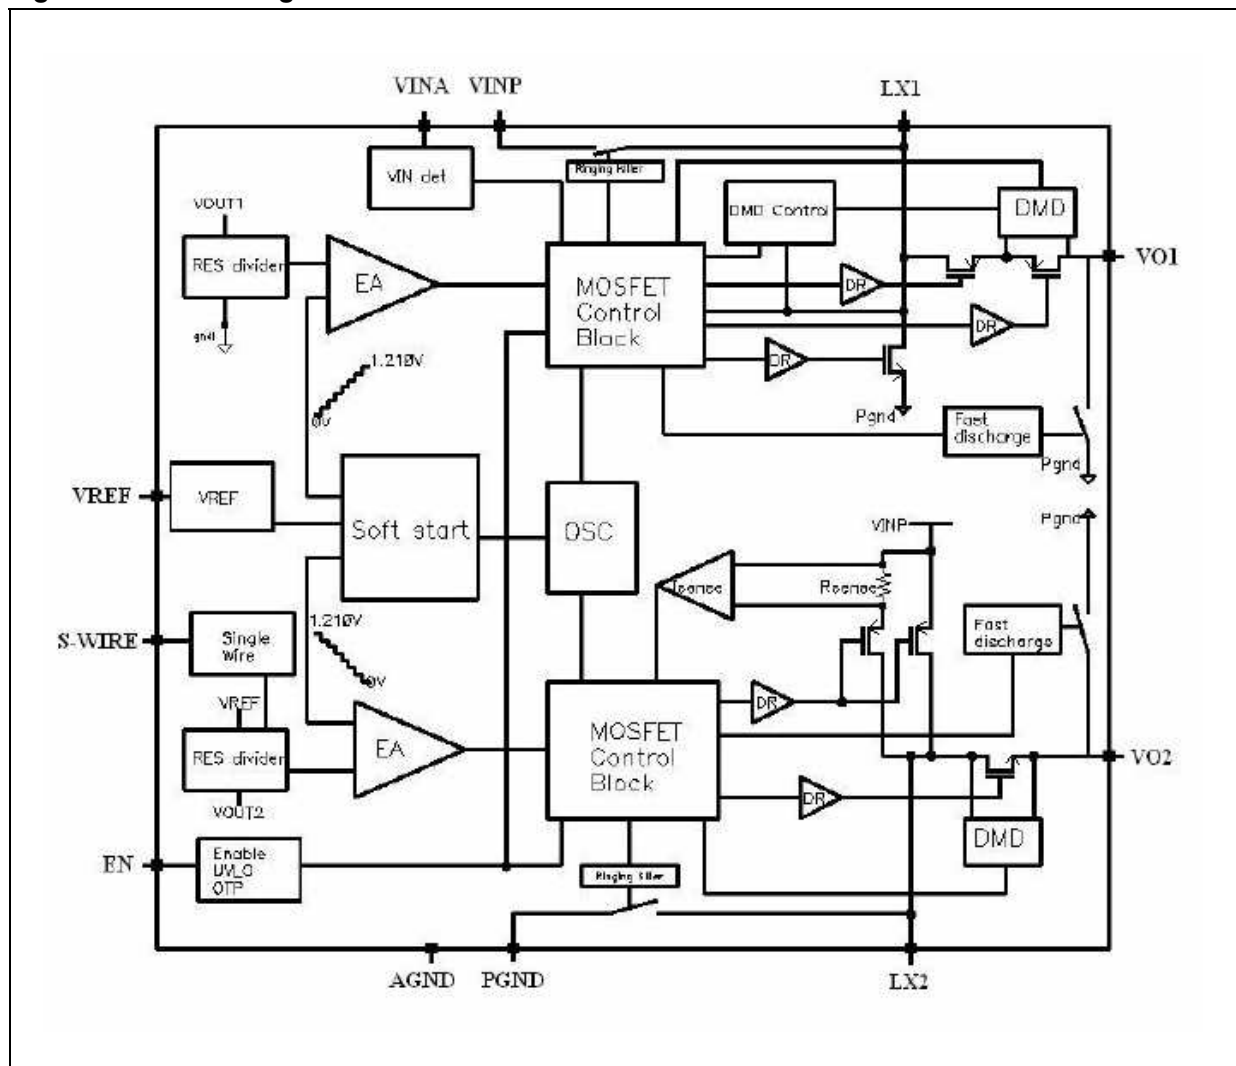 VINA VINP LX1
Ringing Killer
VIN det
DMD Control
DMD
VOUT1
RES divider
EA
MOSFET
Control
Block
DR
VO1
DR
gnd
DR
1.210V
0V
Pgnd
Fast
discharge
Pgnd
VREF
VREF
Soft start
OSC
VINP
Pgnd
Isense
Rsense
S-WIRE
Single
Wire
1.210V
0V
Fast
discharge
VREF
RES divider
EA
MOSFET
Control
Block
DR
VO2
VOUT2
DR
DMD
EN
Enable
UVLO
OTP
Ringing Killer
AGND PGND LX2